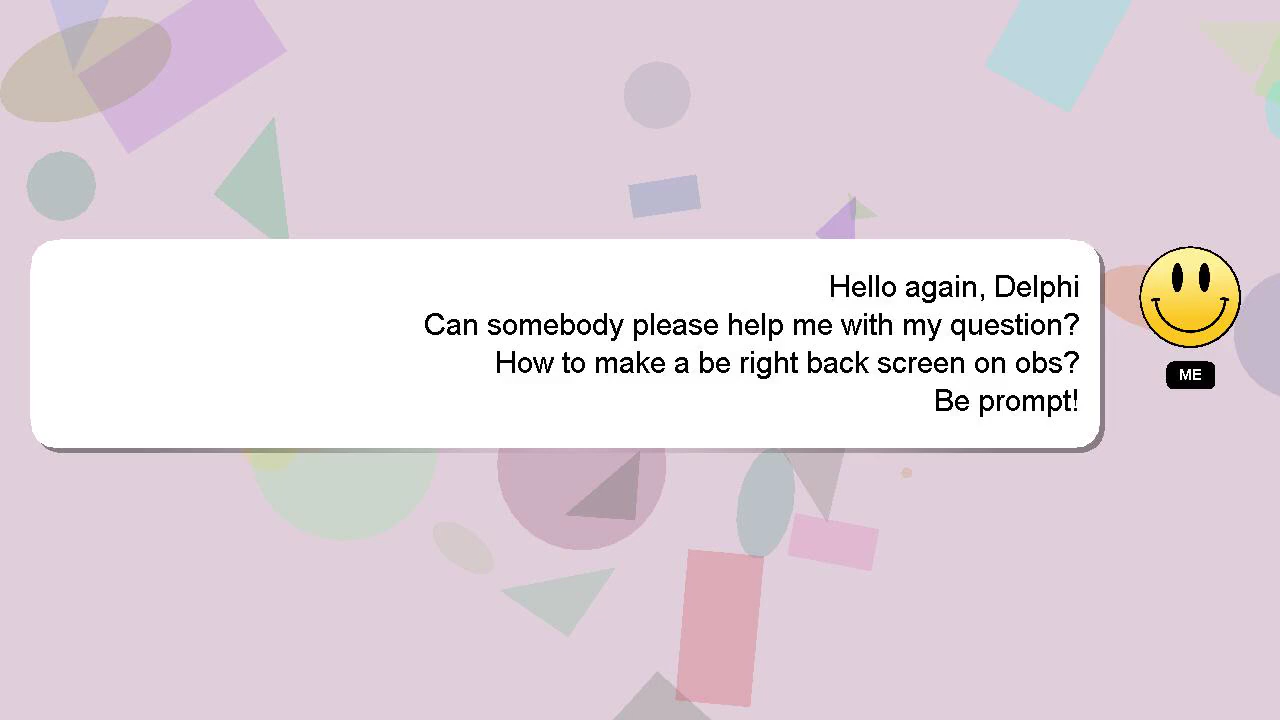 Hello again, Delphi
Can somebody please help me with my question?
How to make a be right back screen on obs?
Be prompt!
ME